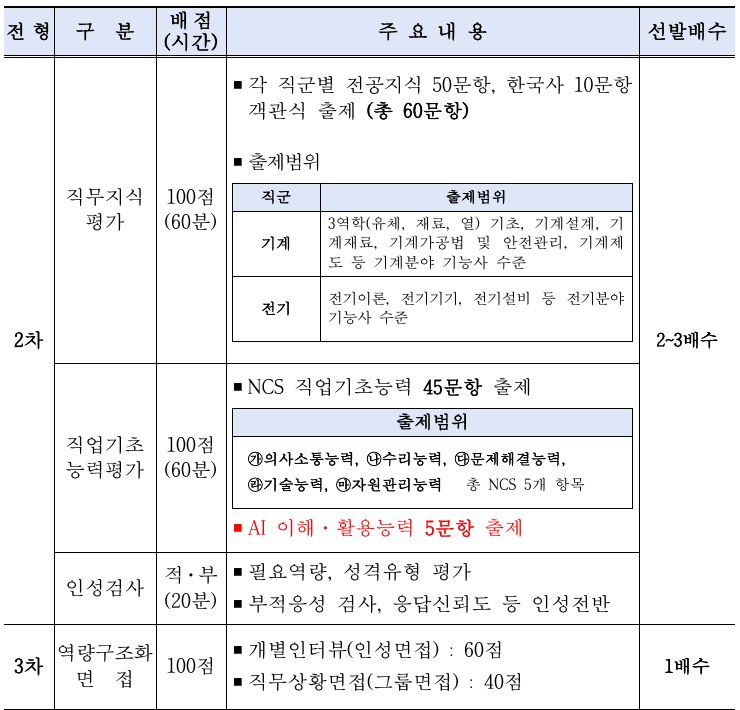 전 형
구 분
배 점
(시간)
주 요 내 용
선발배수
2차
직무지식
평가
100점
(60분)
■ 각 직군별 전공지식 50문항, 한국사 10문항
객관식 출제 (총 60문항)
■ 출제범위
직군
출제범위
기계
3역학(유체, 재료, 열) 기초, 기계설계, 기
계재료, 기계가공법 및 안전관리, 기계제
도 등 기계분야 기능사 수준
전기
전기이론, 전기기기, 전기설비 등 전기분야
기능사 수준
2~3배수
직업기초
능력평가
100점
(60분)
■ NCS 직업기초능력 45문항 출제
출제범위
㉮의사소통능력, ㉯수리능력, ㉰문제해결능력,
㉱기술능력, ㉲자원관리능력 총 NCS 5개 항목
■ AI 이해·활용능력 5문항 출제
인성검사
적·부
(20분)
■ 필요역량, 성격유형 평가
■ 부적응성 검사, 응답신뢰도 등 인성전반
3차
역량구조화
면 접
100점
■ 개별인터뷰(인성면접) : 60점
■ 직무상황면접(그룹면접) : 40점
1배수